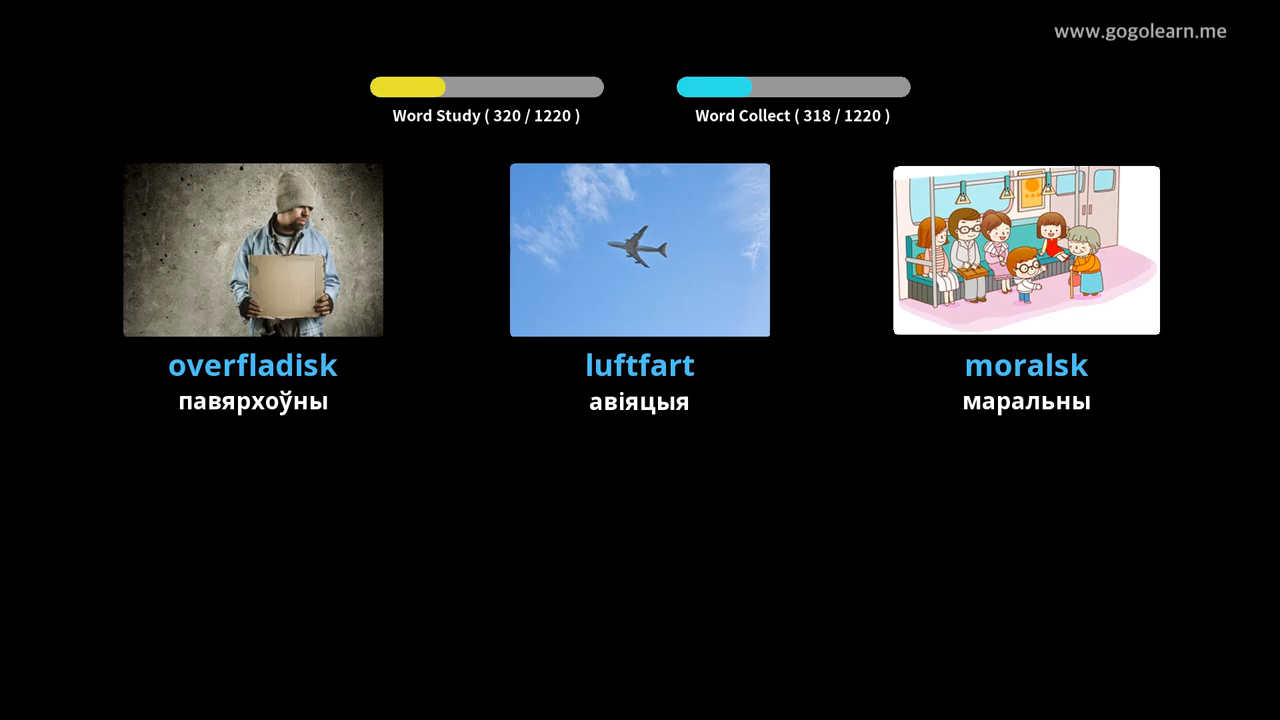 www.gogolearn.me
Word Study ( 320 / 1220 )
Word Collect ( 318 / 1220 )
overfladisk
luftfart
moralsk
павярхоўны
авіяцыя
маральны